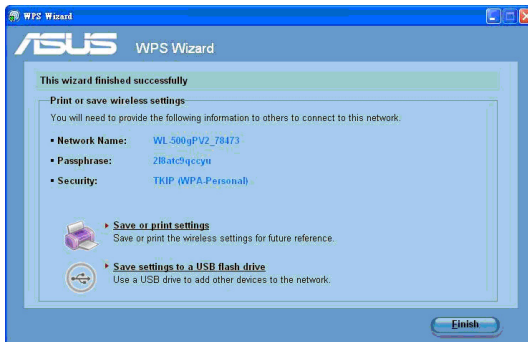 WPS Wizard
ASUS WPS Wizard
This wizard finished successfully
Print or save wireless settings
You will need to provide the following information to others to connect to this network.
▪ Network Name: WL-500gPV2_78473
▪ Passphrase: 2l8atc9qccyu
▪ Security: TKIP (WPA-Personal)
Save or print settings
Save or print the wireless settings for future reference.
Save settings to a USB flash drive
Use a USB drive to add other devices to the network.
Finish